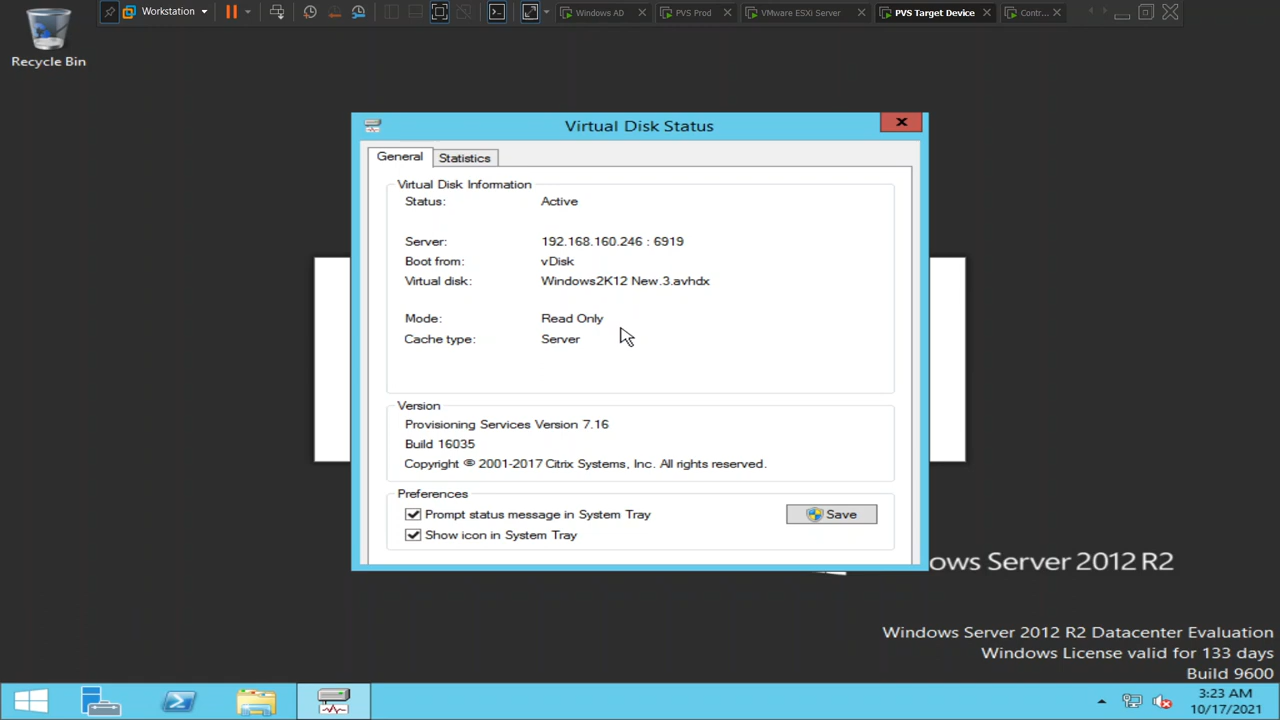 Workstation
Windows AD
PVS Prod
VMware ESXi Server
PVS Target Device
Contr...
Recycle Bin
Virtual Disk Status
General
Statistics
Virtual Disk Information
Status: Active
Server: 192.168.160.246 : 6919
Boot from: vDisk
Virtual disk: Windows2K12 New.3.avhdx
Mode: Read Only
Cache type: Server
Version
Provisioning Services Version 7.16
Build 16035
Copyright © 2001-2017 Citrix Systems, Inc. All rights reserved.
Preferences
Prompt status message in System Tray
Save
Show icon in System Tray
ows Server 2012 R2
Windows Server 2012 R2 Datacenter Evaluation
Windows License valid for 133 days
Build 9600
3:23 AM
10/17/2021